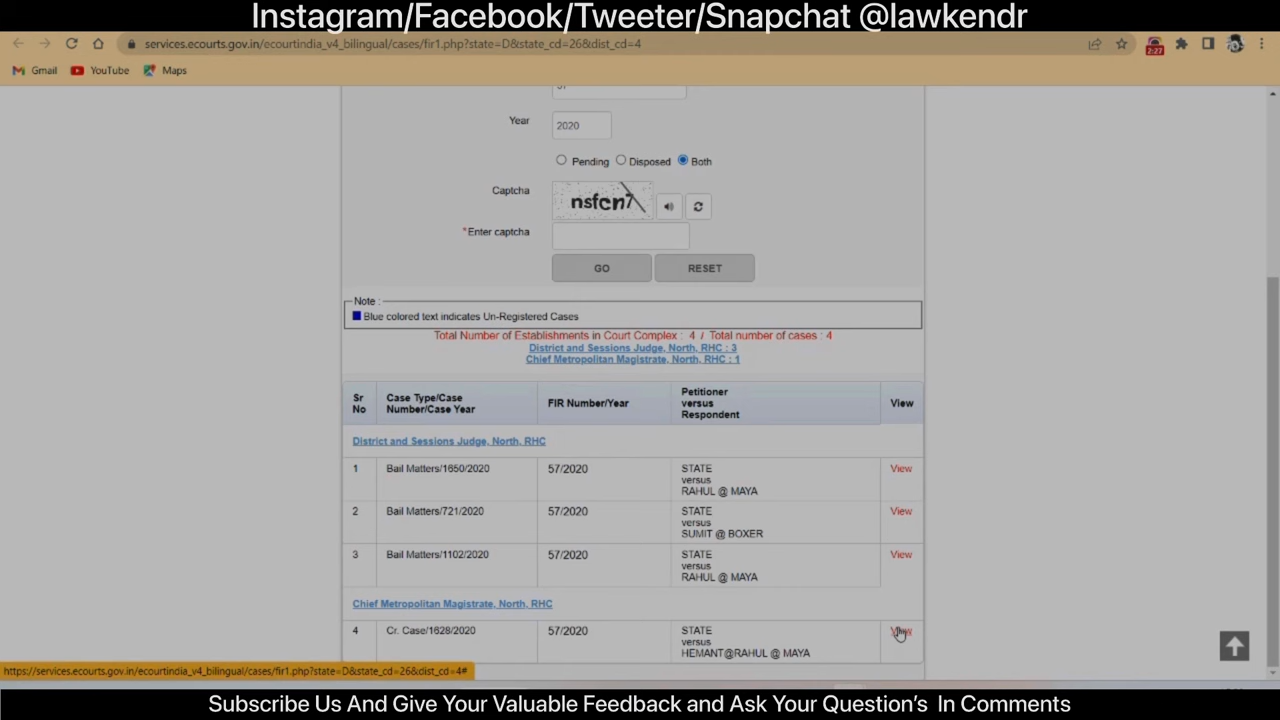 Instagram/Facebook/Tweeter/Snapchat @lawkendr
services.ecourts.gov.in/ecourtindia_v4_bilingual/cases/fir1.php?state=D&state_cd=26&dist_cd=4
2:27
Gmail YouTube Maps
Year 2020
Pending Disposed Both
Captcha nsfcn7
*Enter captcha
GO RESET
Note :
Blue colored text indicates Un-Registered Cases
Total Number of Establishments in Court Complex : 4 / Total number of cases : 4
District and Sessions Judge, North, RHC : 3
Chief Metropolitan Magistrate, North, RHC : 1
Sr No Case Type/Case Number/Case Year FIR Number/Year Petitioner versus Respondent View
District and Sessions Judge, North, RHC
1 Bail Matters/1650/2020 57/2020 STATE versus RAHUL @ MAYA View
2 Bail Matters/721/2020 57/2020 STATE versus SUMIT @ BOXER View
3 Bail Matters/1102/2020 57/2020 STATE versus RAHUL @ MAYA View
Chief Metropolitan Magistrate, North, RHC
4 Cr. Case/1628/2020 57/2020 STATE versus HEMANT@RAHUL @ MAYA View
https://services.ecourts.gov.in/ecourtindia_v4_bilingual/cases/fir1.php?state=D&state_cd=26&dist_cd=4#
Subscribe Us And Give Your Valuable Feedback and Ask Your Question's In Comments